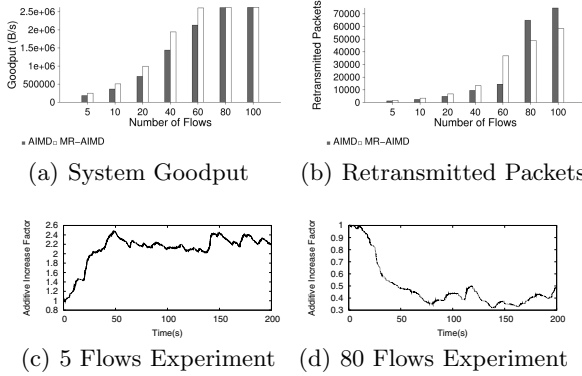 Goodput (B/s)
2.5e+06
2e+06
1.5e+06
1e+06
500000
0
5 10 20 40 60 80 100
Number of Flows
AIMD MR-AIMD
(a) System Goodput
Retransmitted Packets
70000
60000
50000
40000
30000
20000
10000
0
5 10 20 40 60 80 100
Number of Flows
AIMD MR-AIMD
(b) Retransmitted Packets
Additive Increase Factor
2.6
2.4
2.2
2
1.8
1.6
1.4
1.2
1
0.8
0 50 100 150 200
Time(s)
(c) 5 Flows Experiment
Additive Increase Factor
1
0.9
0.8
0.7
0.6
0.5
0.4
0.3
0 50 100 150 200
Time(s)
(d) 80 Flows Experiment